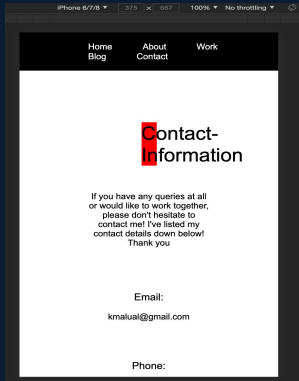 iPhone 6/7/8 ▼ 375 × 667 100% ▼ No throttling ▼
Home About Work
Blog Contact
Contact-
Information
If you have any queries at all
or would like to work together,
please don't hesitate to
contact me! I've listed my
contact details down below!
Thank you
Email:
kmalual@gmail.com
Phone: